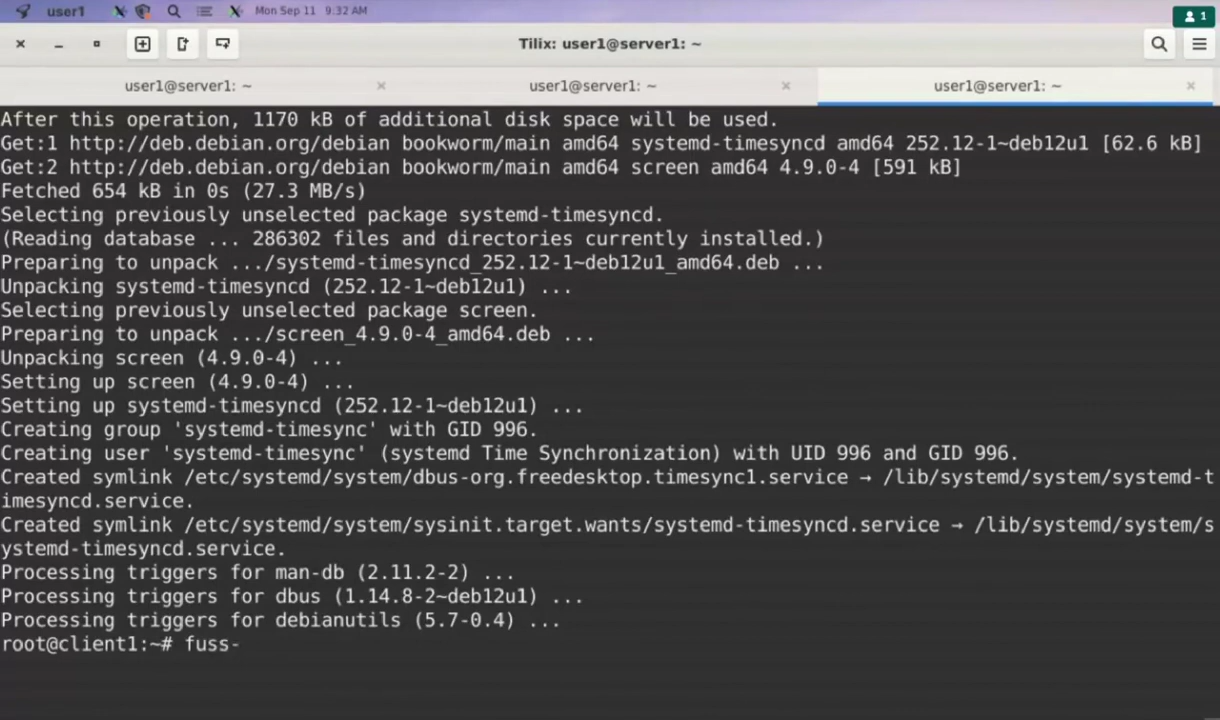 user1 Mon Sep 11 9:32 AM
1
Tilix: user1@server1: ~
user1@server1: ~ user1@server1: ~ user1@server1: ~
After this operation, 1170 kB of additional disk space will be used.
Get:1 http://deb.debian.org/debian bookworm/main amd64 systemd-timesyncd amd64 252.12-1~deb12u1 [62.6 kB]
Get:2 http://deb.debian.org/debian bookworm/main amd64 screen amd64 4.9.0-4 [591 kB]
Fetched 654 kB in 0s (27.3 MB/s)
Selecting previously unselected package systemd-timesyncd.
(Reading database ... 286302 files and directories currently installed.)
Preparing to unpack .../systemd-timesyncd_252.12-1~deb12u1_amd64.deb ...
Unpacking systemd-timesyncd (252.12-1~deb12u1) ...
Selecting previously unselected package screen.
Preparing to unpack .../screen_4.9.0-4_amd64.deb ...
Unpacking screen (4.9.0-4) ...
Setting up screen (4.9.0-4) ...
Setting up systemd-timesyncd (252.12-1~deb12u1) ...
Creating group 'systemd-timesync' with GID 996.
Creating user 'systemd-timesync' (systemd Time Synchronization) with UID 996 and GID 996.
Created symlink /etc/systemd/system/dbus-org.freedesktop.timesync1.service → /lib/systemd/system/systemd-t
imesyncd.service.
Created symlink /etc/systemd/system/sysinit.target.wants/systemd-timesyncd.service → /lib/systemd/system/s
ystemd-timesyncd.service.
Processing triggers for man-db (2.11.2-2) ...
Processing triggers for dbus (1.14.8-2~deb12u1) ...
Processing triggers for debianutils (5.7-0.4) ...
root@client1:~# fuss-